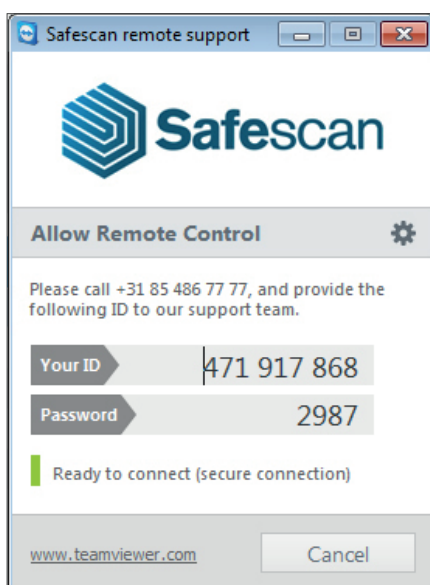 Safescan remote support
Safescan
Allow Remote Control
Please call +31 85 486 77 77, and provide the
following ID to our support team.
Your ID 471 917 868
Password 2987
Ready to connect (secure connection)
www.teamviewer.com Cancel